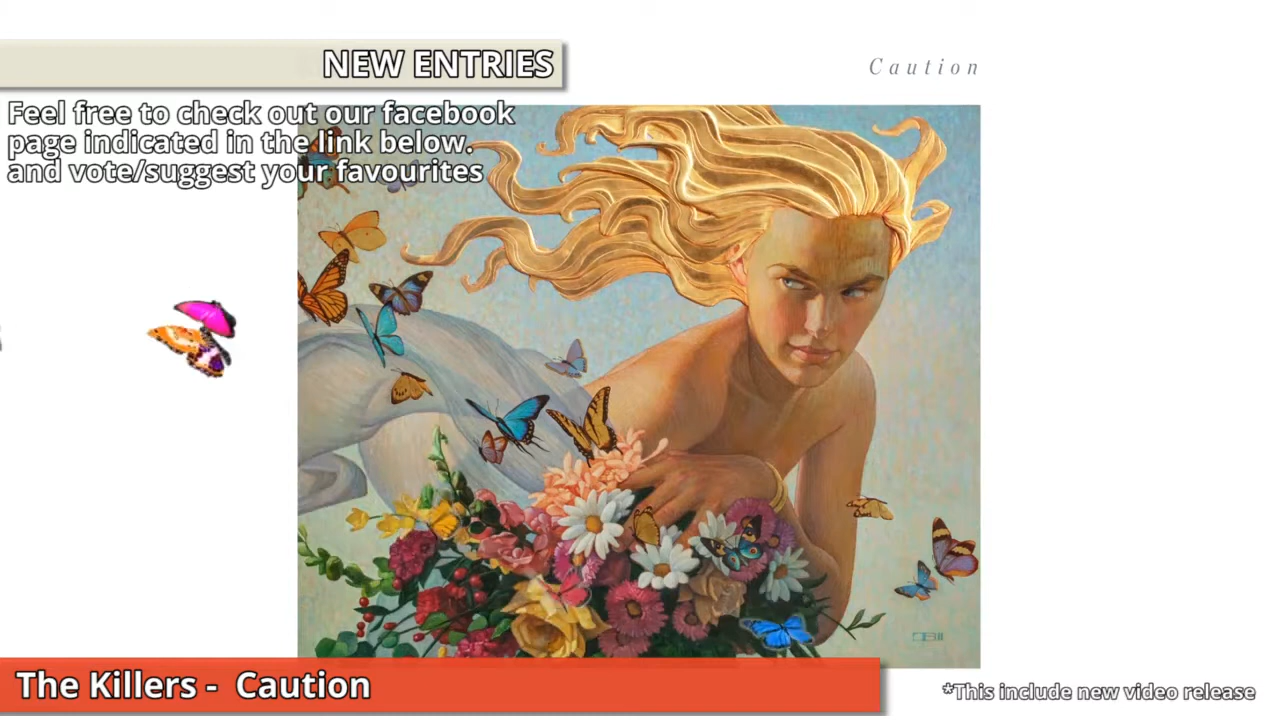 NEW ENTRIES
Caution
Feel free to check out our facebook
page indicated in the link below.
and vote/suggest your favourites
The Killers - Caution
*This include new video release